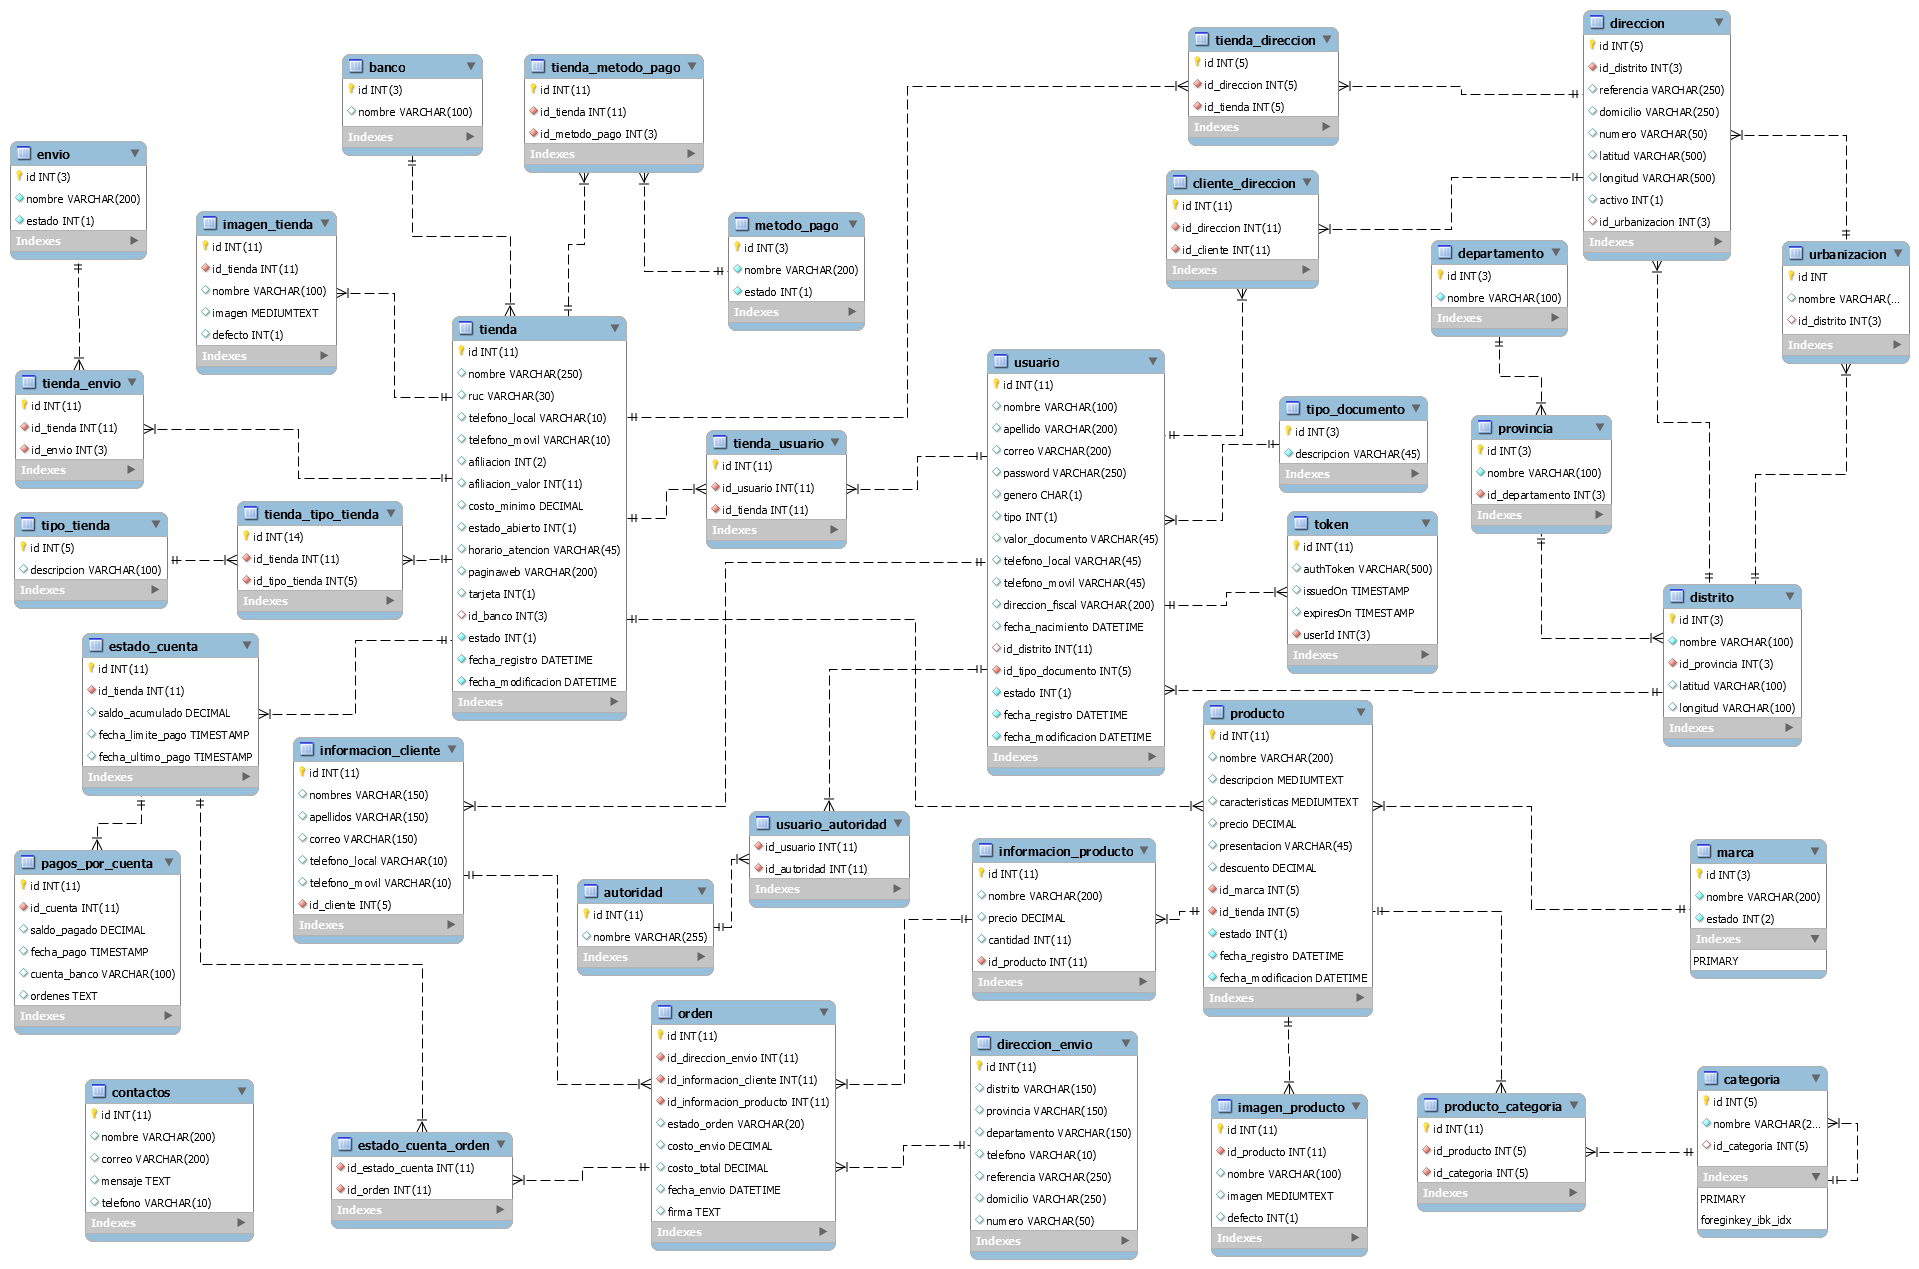 banco
id INT(3)
nombre VARCHAR(100)
Indexes
tienda_metodo_pago
id INT(11)
id_tienda INT(11)
id_metodo_pago INT(3)
Indexes
tienda_direccion
id INT(5)
id_direccion INT(5)
id_tienda INT(5)
Indexes
direccion
id INT(5)
id_distrito INT(3)
referencia VARCHAR(250)
domicilio VARCHAR(250)
numero VARCHAR(50)
latitud VARCHAR(500)
longitud VARCHAR(500)
activo INT(1)
id_urbanizacion INT(3)
Indexes
envio
id INT(3)
nombre VARCHAR(200)
estado INT(1)
Indexes
imagen_tienda
id INT(11)
id_tienda INT(11)
nombre VARCHAR(100)
imagen MEDIUMTEXT
defecto INT(1)
Indexes
metodo_pago
id INT(3)
nombre VARCHAR(200)
estado INT(1)
Indexes
cliente_direccion
id INT(11)
id_direccion INT(11)
id_cliente INT(11)
Indexes
departamento
id INT(3)
nombre VARCHAR(100)
Indexes
urbanizacion
id INT
nombre VARCHAR(...
id_distrito INT(3)
Indexes
tienda_envio
id INT(11)
id_tienda INT(11)
id_envio INT(3)
Indexes
tienda
id INT(11)
nombre VARCHAR(250)
ruc VARCHAR(30)
telefono_local VARCHAR(10)
telefono_movil VARCHAR(10)
afiliacion INT(2)
afiliacion_valor INT(11)
costo_minimo DECIMAL
estado_abierto INT(1)
horario_atencion VARCHAR(45)
paginaweb VARCHAR(200)
tarjeta INT(1)
id_banco INT(3)
estado INT(1)
fecha_registro DATETIME
fecha_modificacion DATETIME
Indexes
tienda_usuario
id INT(11)
id_usuario INT(11)
id_tienda INT(11)
Indexes
usuario
id INT(11)
nombre VARCHAR(100)
apellido VARCHAR(200)
correo VARCHAR(200)
password VARCHAR(250)
genero CHAR(1)
tipo INT(1)
valor_documento VARCHAR(45)
telefono_local VARCHAR(45)
telefono_movil VARCHAR(45)
direccion_fiscal VARCHAR(200)
fecha_nacimiento DATETIME
id_distrito INT(11)
id_tipo_documento INT(5)
estado INT(1)
fecha_registro DATETIME
fecha_modificacion DATETIME
Indexes
tipo_documento
id INT(3)
descripcion VARCHAR(45)
Indexes
provincia
id INT(3)
nombre VARCHAR(100)
id_departamento INT(3)
Indexes
tipo_tienda
id INT(5)
descripcion VARCHAR(100)
Indexes
tienda_tipo_tienda
id INT(14)
id_tienda INT(11)
id_tipo_tienda INT(5)
Indexes
token
id INT(11)
authToken VARCHAR(500)
issuedOn TIMESTAMP
expiresOn TIMESTAMP
userId INT(3)
Indexes
distrito
id INT(3)
nombre VARCHAR(100)
id_provincia INT(3)
latitud VARCHAR(100)
longitud VARCHAR(100)
Indexes
estado_cuenta
id INT(11)
id_tienda INT(11)
saldo_acumulado DECIMAL
fecha_limite_pago TIMESTAMP
fecha_ultimo_pago TIMESTAMP
Indexes
informacion_cliente
id INT(11)
nombres VARCHAR(150)
apellidos VARCHAR(150)
correo VARCHAR(150)
telefono_local VARCHAR(10)
telefono_movil VARCHAR(10)
id_cliente INT(5)
Indexes
producto
id INT(11)
nombre VARCHAR(200)
descripcion MEDIUMTEXT
caracteristicas MEDIUMTEXT
precio DECIMAL
presentacion VARCHAR(45)
descuento DECIMAL
id_marca INT(5)
id_tienda INT(5)
estado INT(1)
fecha_registro DATETIME
fecha_modificacion DATETIME
Indexes
usuario_autoridad
id_usuario INT(11)
id_autoridad INT(11)
Indexes
pagos_por_cuenta
id INT(11)
id_cuenta INT(11)
saldo_pagado DECIMAL
fecha_pago TIMESTAMP
cuenta_banco VARCHAR(100)
ordenes TEXT
Indexes
autoridad
id INT(11)
nombre VARCHAR(255)
Indexes
informacion_producto
id INT(11)
nombre VARCHAR(200)
precio DECIMAL
cantidad INT(11)
id_producto INT(11)
Indexes
marca
id INT(3)
nombre VARCHAR(200)
estado INT(2)
Indexes
PRIMARY
orden
id INT(11)
id_direccion_envio INT(11)
id_informacion_cliente INT(11)
id_informacion_producto INT(11)
estado_orden VARCHAR(20)
costo_envio DECIMAL
costo_total DECIMAL
fecha_envio DATETIME
firma TEXT
Indexes
direccion_envio
id INT(11)
distrito VARCHAR(150)
provincia VARCHAR(150)
departamento VARCHAR(150)
telefono VARCHAR(10)
referencia VARCHAR(250)
domicilio VARCHAR(250)
numero VARCHAR(50)
Indexes
contactos
id INT(11)
nombre VARCHAR(200)
correo VARCHAR(200)
mensaje TEXT
telefono VARCHAR(10)
Indexes
estado_cuenta_orden
id_estado_cuenta INT(11)
id_orden INT(11)
Indexes
imagen_producto
id INT(11)
id_producto INT(11)
nombre VARCHAR(100)
imagen MEDIUMTEXT
defecto INT(1)
Indexes
producto_categoria
id INT(11)
id_producto INT(5)
id_categoria INT(5)
Indexes
categoria
id INT(5)
nombre VARCHAR(2...
id_categoria INT(5)
Indexes
PRIMARY
foreginkey_ibk_idx